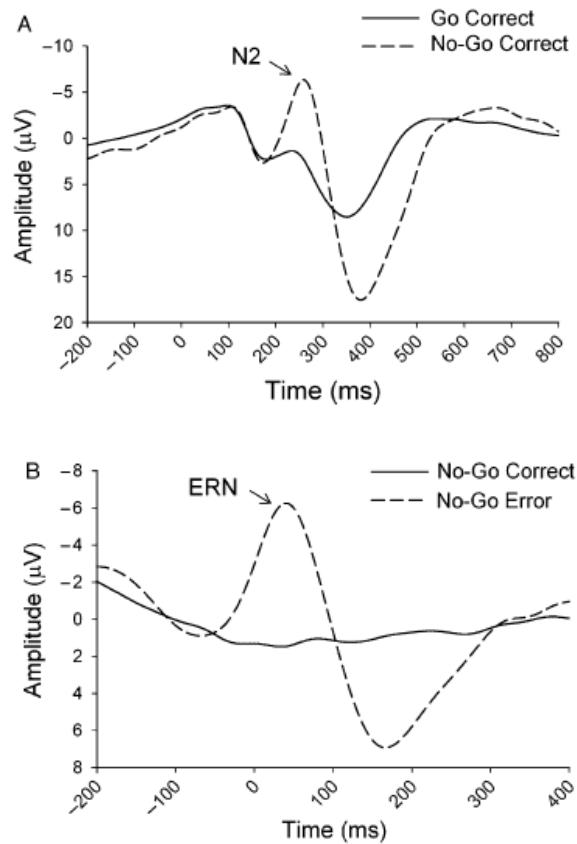 A
Go Correct
No-Go Correct
N2
Amplitude (μV)
−10
−5
0
5
10
15
20
−200
−100
0
100
200
300
400
500
600
700
800
Time (ms)
B
No-Go Correct
No-Go Error
ERN
Amplitude (μV)
−8
−6
−4
−2
0
2
4
6
8
−200
−100
0
100
200
300
400
Time (ms)